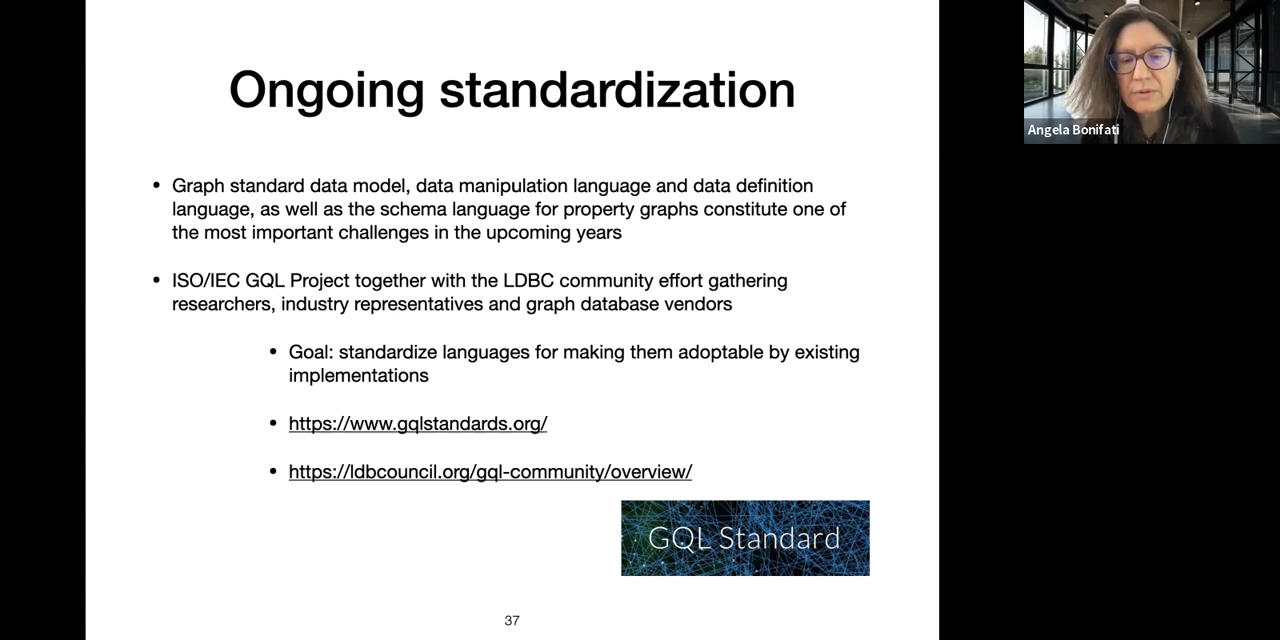 Ongoing standardization
• Graph standard data model, data manipulation language and data definition
language, as well as the schema language for property graphs constitute one of
the most important challenges in the upcoming years
• ISO/IEC GQL Project together with the LDBC community effort gathering
researchers, industry representatives and graph database vendors
• Goal: standardize languages for making them adoptable by existing
implementations
• https://www.gqlstandards.org/
• https://ldbcouncil.org/gql-community/overview/
GQL Standard
37
Angela Bonifati